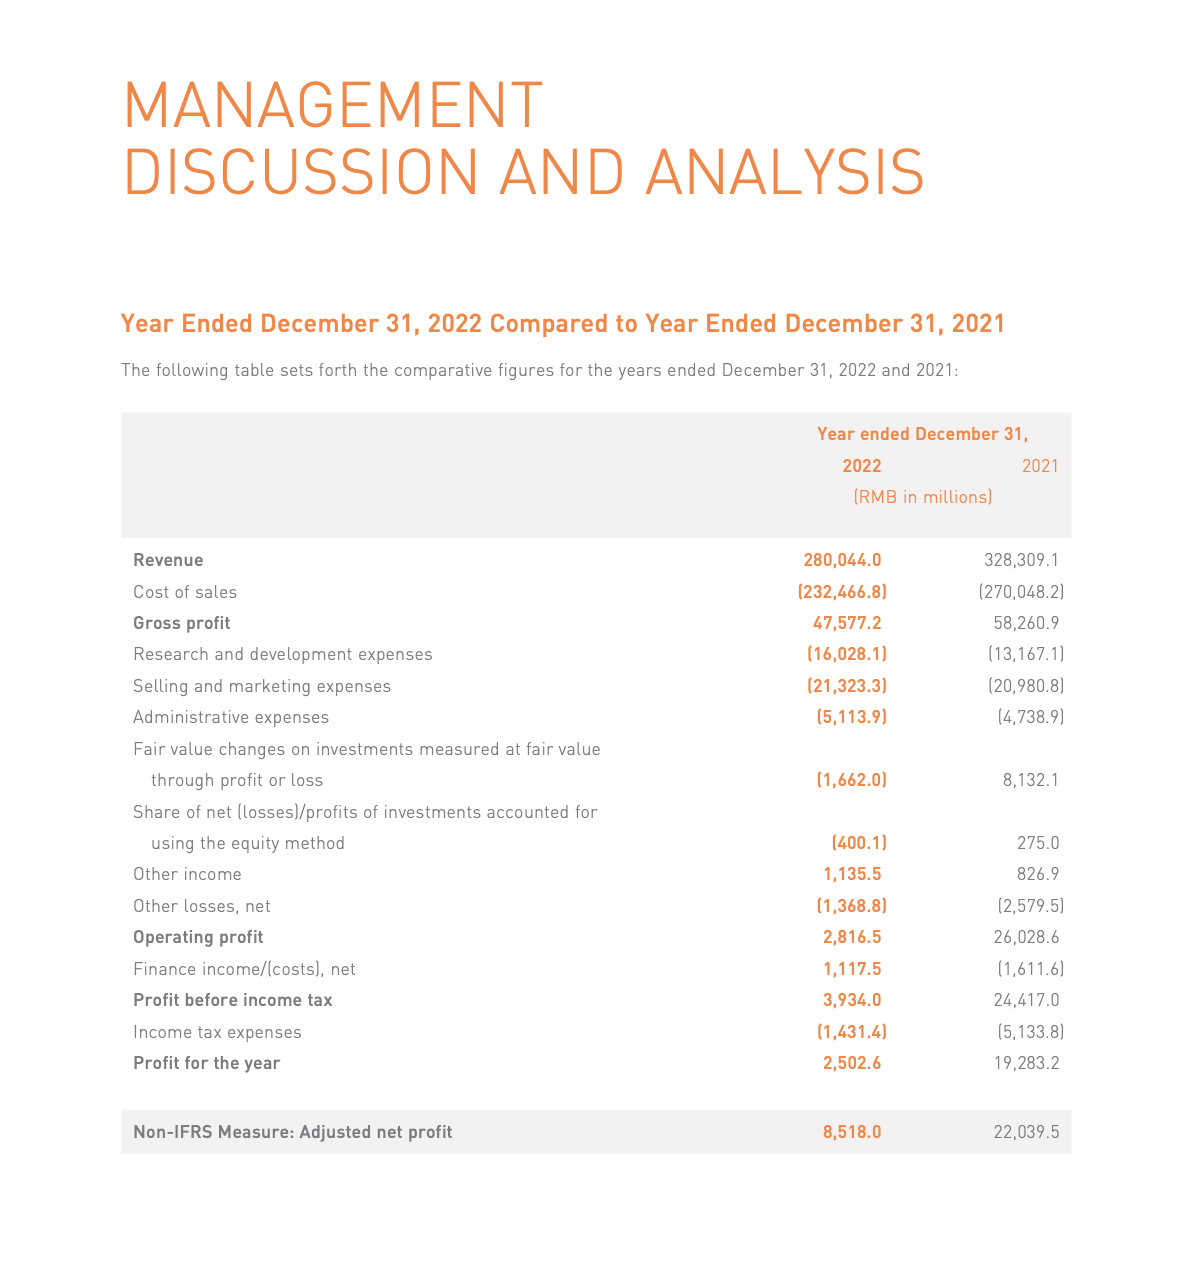 MANAGEMENT
DISCUSSION AND ANALYSIS
Year Ended December 31, 2022 Compared to Year Ended December 31, 2021
The following table sets forth the comparative figures for the years ended December 31, 2022 and 2021:
Year ended December 31,
2022 2021
(RMB in millions)
Revenue 280,044.0 328,309.1
Cost of sales (232,466.8) (270,048.2)
Gross profit 47,577.2 58,260.9
Research and development expenses (16,028.1) (13,167.1)
Selling and marketing expenses (21,323.3) (20,980.8)
Administrative expenses (5,113.9) (4,738.9)
Fair value changes on investments measured at fair value
through profit or loss (1,662.0) 8,132.1
Share of net (losses)/profits of investments accounted for
using the equity method (400.1) 275.0
Other income 1,135.5 826.9
Other losses, net (1,368.8) (2,579.5)
Operating profit 2,816.5 26,028.6
Finance income/(costs), net 1,117.5 (1,611.6)
Profit before income tax 3,934.0 24,417.0
Income tax expenses (1,431.4) (5,133.8)
Profit for the year 2,502.6 19,283.2
Non-IFRS Measure: Adjusted net profit 8,518.0 22,039.5